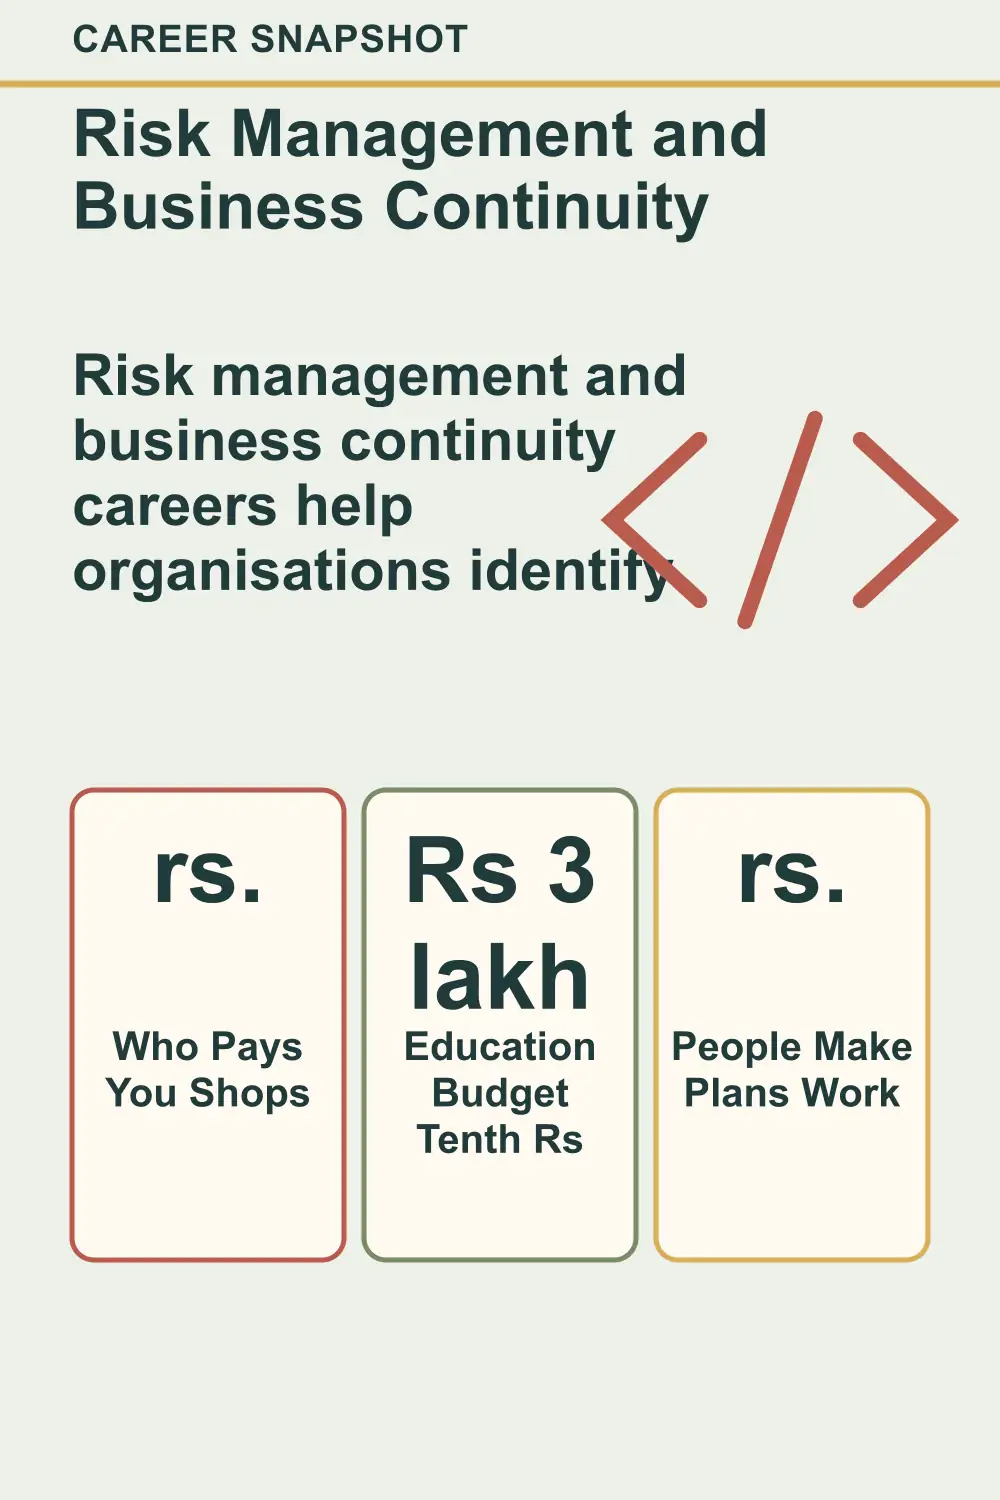 CAREER SNAPSHOT
Risk Management and
Business Continuity
Risk management and
business continuity
careers help
organisations identify
rs.
Who Pays
You Shops
Rs 3
lakh
Education
Budget
Tenth Rs
rs.
People Make
Plans Work